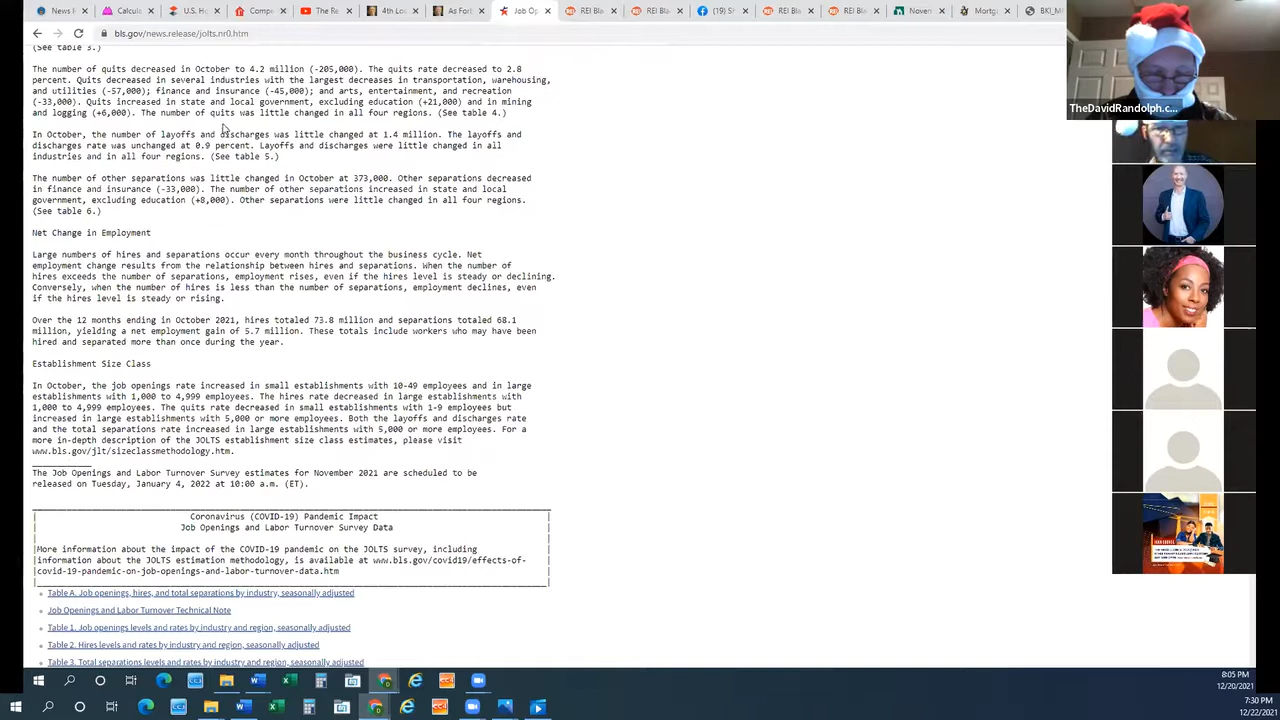 News R
Calcula
U.S. Ho
Compe
The Re
4th Lo
As Fort
Job Op
REI Bla
REI Bla
(19) S
REI Bla
REI Bla
Novem
Mortg
BKI_M
bls.gov/news.release/jolts.nr0.htm
(See table 3.)
The number of quits decreased in October to 4.2 million (-205,000). The quits rate decreased to 2.8
percent. Quits decreased in several industries with the largest decreases in transportation, warehousing,
and utilities (-57,000); finance and insurance (-45,000); and arts, entertainment, and recreation
(-33,000). Quits increased in state and local government, excluding education (+21,000) and in mining
and logging (+6,000). The number of quits was little changed in all four regions. (See table 4.)
In October, the number of layoffs and discharges was little changed at 1.4 million. The layoffs and
discharges rate was unchanged at 0.9 percent. Layoffs and discharges were little changed in all
industries and in all four regions. (See table 5.)
The number of other separations was little changed in October at 373,000. Other separations decreased
in finance and insurance (-33,000). The number of other separations increased in state and local
government, excluding education (+8,000). Other separations were little changed in all four regions.
(See table 6.)
Net Change in Employment
Large numbers of hires and separations occur every month throughout the business cycle. Net
employment change results from the relationship between hires and separations. When the number of
hires exceeds the number of separations, employment rises, even if the hires level is steady or declining.
Conversely, when the number of hires is less than the number of separations, employment declines, even
if the hires level is steady or rising.
Over the 12 months ending in October 2021, hires totaled 73.8 million and separations totaled 68.1
million, yielding a net employment gain of 5.7 million. These totals include workers who may have been
hired and separated more than once during the year.
Establishment Size Class
In October, the job openings rate increased in small establishments with 10-49 employees and in large
establishments with 1,000 to 4,999 employees. The hires rate decreased in large establishments with
1,000 to 4,999 employees. The quits rate decreased in small establishments with 1-9 employees but
increased in large establishments with 5,000 or more employees. Both the layoffs and discharges rate
and the total separations rate increased in large establishments with 5,000 or more employees. For a
more in-depth description of the JOLTS establishment size class estimates, please visit
www.bls.gov/jlt/sizeclassmethodology.htm.
The Job Openings and Labor Turnover Survey estimates for November 2021 are scheduled to be
released on Tuesday, January 4, 2022 at 10:00 a.m. (ET).
Coronavirus (COVID-19) Pandemic Impact
Job Openings and Labor Turnover Survey Data
More information about the impact of the COVID-19 pandemic on the JOLTS survey, including
information about the JOLTS estimation methodology, is available at www.bls.gov/covid19/effects-of-
covid-19-pandemic-on-job-openings-and-labor-turnover-data.htm
Table A. Job openings, hires, and total separations by industry, seasonally adjusted
Job Openings and Labor Turnover Technical Note
Table 1. Job openings levels and rates by industry and region, seasonally adjusted
Table 2. Hires levels and rates by industry and region, seasonally adjusted
Table 3. Total separations levels and rates by industry and region, seasonally adjusted
TheDavidRandolph.c...
8:05 PM
12/20/2021
7:30 PM
12/22/2021